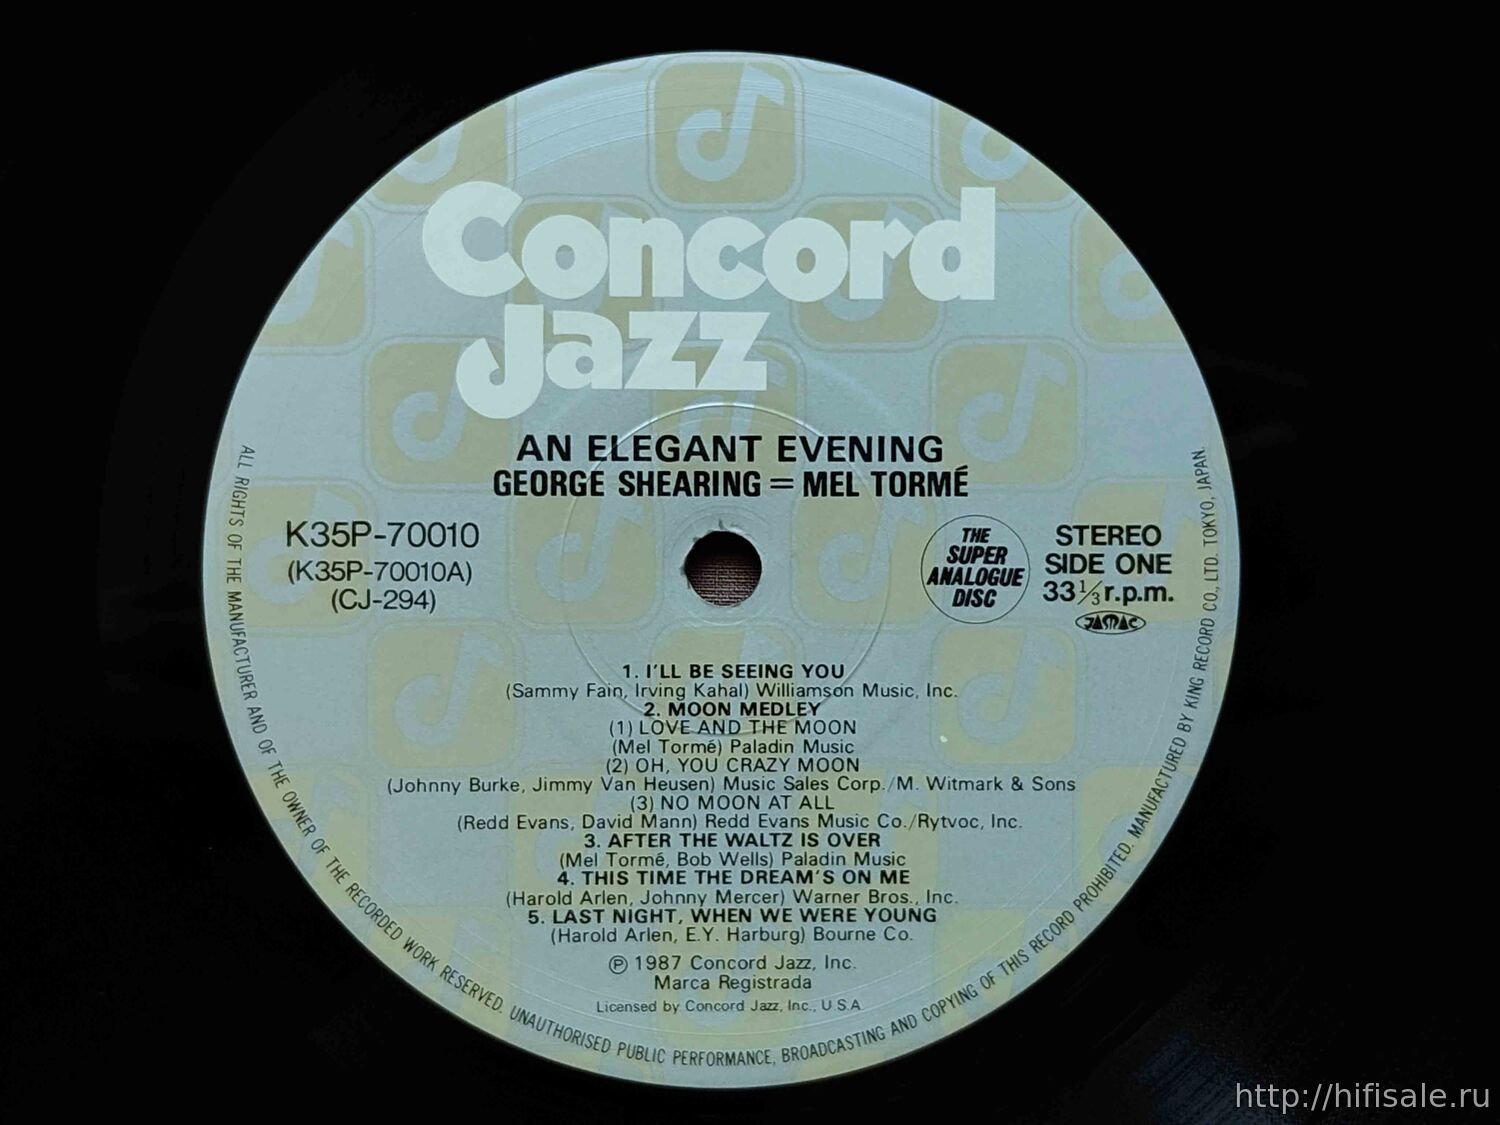 Concord
Jazz
AN ELEGANT EVENING
GEORGE SHEARING = MEL TORMÉ
K35P-70010
(K35P-70010A)
(CJ-294)
THE
SUPER
ANALOGUE
DISC
STEREO
SIDE ONE
33 1/3 r.p.m.
JASRAC
1. I'LL BE SEEING YOU
(Sammy Fain, Irving Kahal) Williamson Music, Inc.
2. MOON MEDLEY
(1) LOVE AND THE MOON
(Mel Tormé) Paladin Music
(2) OH, YOU CRAZY MOON
(Johnny Burke, Jimmy Van Heusen) Music Sales Corp./M. Witmark & Sons
(3) NO MOON AT ALL
(Redd Evans, David Mann) Redd Evans Music Co./Rytvoc, Inc.
3. AFTER THE WALTZ IS OVER
(Mel Tormé, Bob Wells) Paladin Music
4. THIS TIME THE DREAM'S ON ME
(Harold Arlen, Johnny Mercer) Warner Bros., Inc.
5. LAST NIGHT, WHEN WE WERE YOUNG
(Harold Arlen, E.Y. Harburg) Bourne Co.
℗ 1987 Concord Jazz, Inc.
Marca Registrada
Licensed by Concord Jazz, Inc., U.S.A.
ALL RIGHTS OF THE MANUFACTURER AND OF THE OWNER OF THE RECORDED WORK RESERVED. UNAUTHORISED PUBLIC PERFORMANCE, BROADCASTING AND COPYING OF THIS RECORD PROHIBITED. MANUFACTURED BY KING RECORD CO., LTD. TOKYO, JAPAN.
http://hifisale.ru